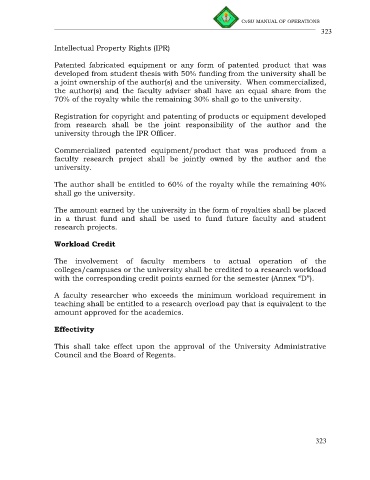 CvSU MANUAL OF OPERATIONS
323
Intellectual Property Rights (IPR)
Patented fabricated equipment or any form of patented product that was
developed from student thesis with 50% funding from the university shall be
a joint ownership of the author(s) and the university. When commercialized,
the author(s) and the faculty adviser shall have an equal share from the
70% of the royalty while the remaining 30% shall go to the university.
Registration for copyright and patenting of products or equipment developed
from research shall be the joint responsibility of the author and the
university through the IPR Officer.
Commercialized patented equipment/product that was produced from a
faculty research project shall be jointly owned by the author and the
university.
The author shall be entitled to 60% of the royalty while the remaining 40%
shall go the university.
The amount earned by the university in the form of royalties shall be placed
in a thrust fund and shall be used to fund future faculty and student
research projects.
Workload Credit
The involvement of faculty members to actual operation of the
colleges/campuses or the university shall be credited to a research workload
with the corresponding credit points earned for the semester (Annex “D”).
A faculty researcher who exceeds the minimum workload requirement in
teaching shall be entitled to a research overload pay that is equivalent to the
amount approved for the academics.
Effectivity
This shall take effect upon the approval of the University Administrative
Council and the Board of Regents.
323